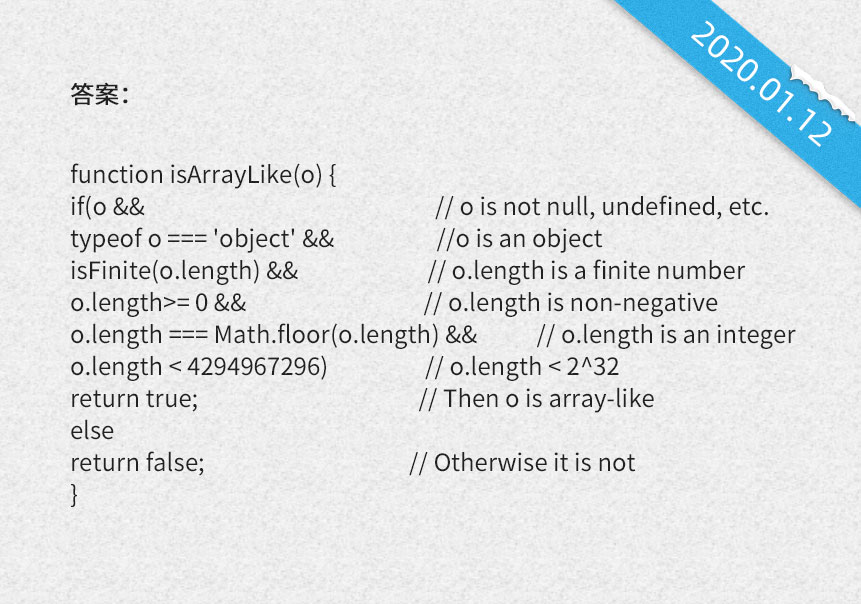 2020.01.12
答案：
function isArrayLike(o) {
if(o && // o is not null, undefined, etc.
typeof o === 'object' && //o is an object
isFinite(o.length) && // o.length is a finite number
o.length>= 0 && // o.length is non-negative
o.length === Math.floor(o.length) && // o.length is an integer
o.length < 4294967296) // o.length < 2^32
return true; // Then o is array-like
else
return false; // Otherwise it is not
}